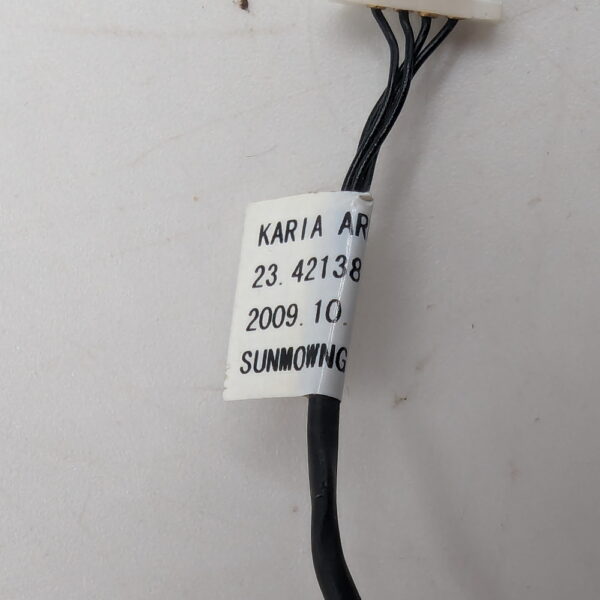 KARIA AR
23.42138
2009.10.
SUNMOWNG